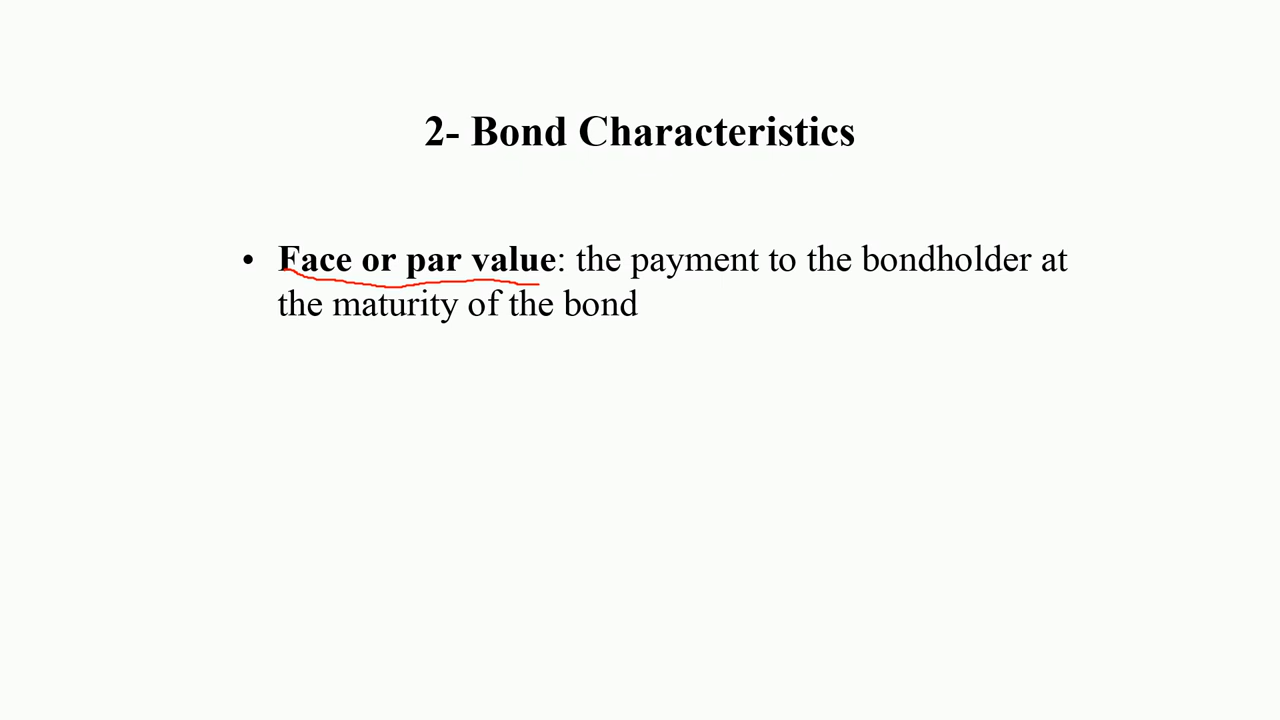 2- Bond Characteristics
• Face or par value: the payment to the bondholder at
the maturity of the bond